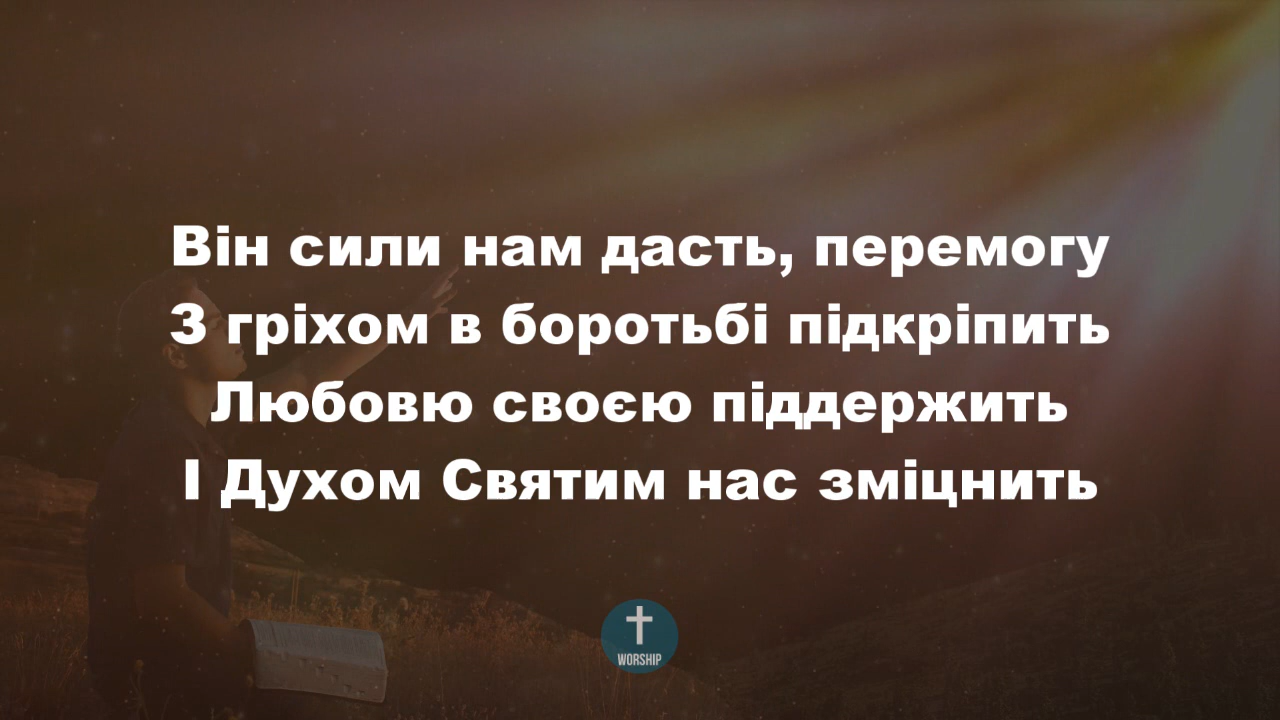 Він сили нам дасть, перемогу
З гріхом в боротьбі підкріпить
Любовю своєю піддержить
І Духом Святим нас зміцнить
WORSHIP